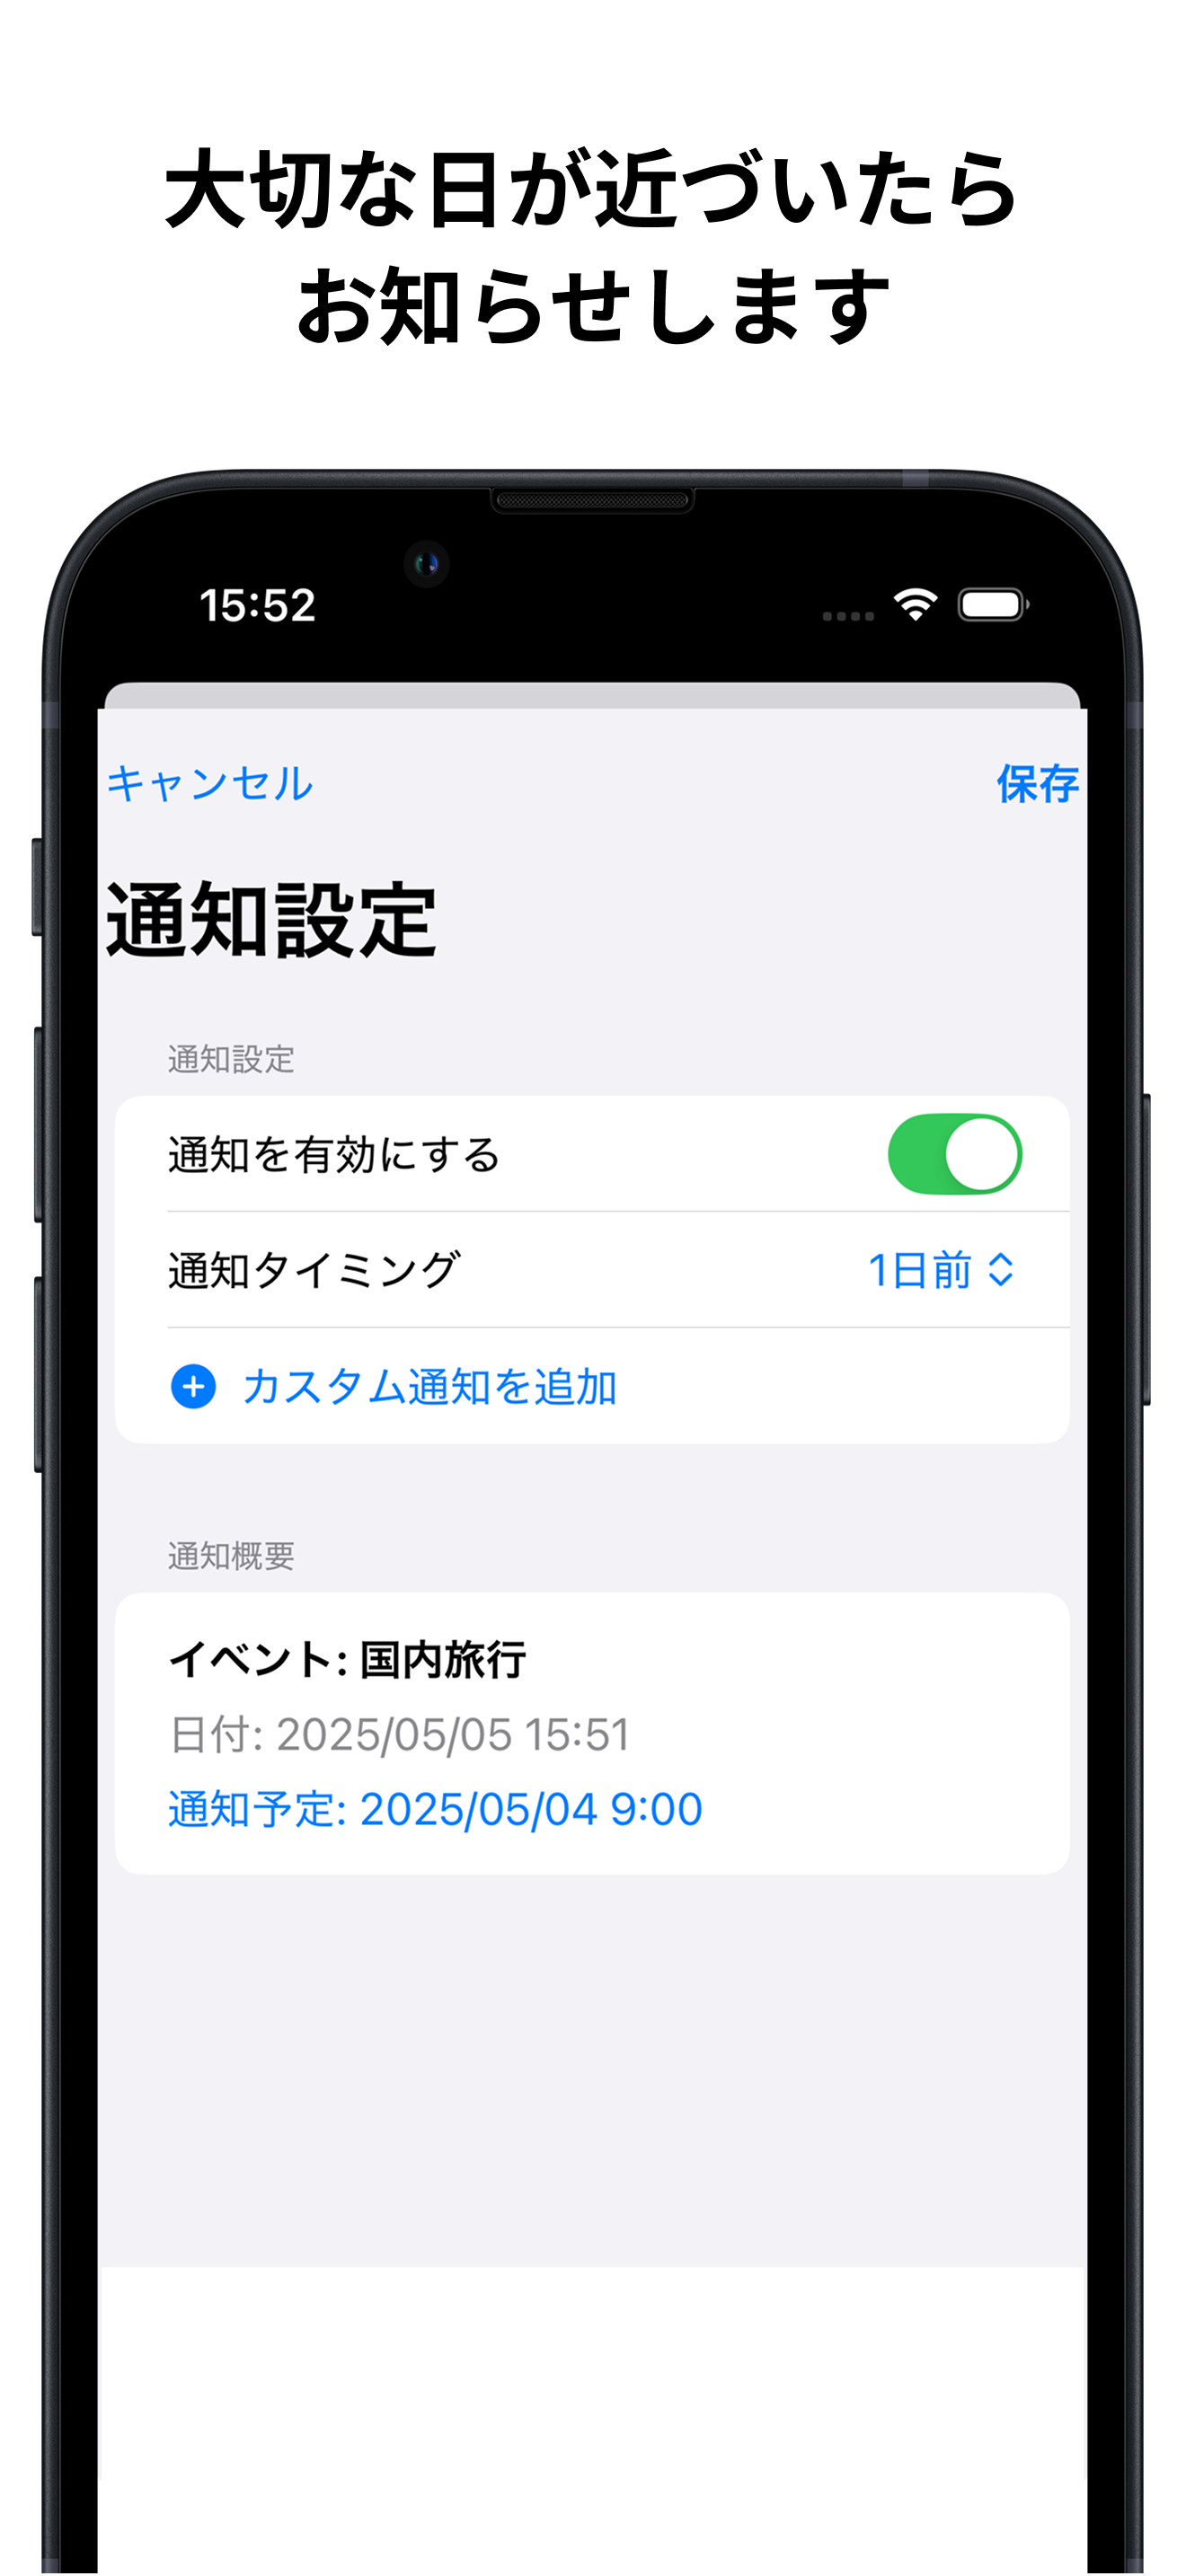 大切な日が近づいたら
お知らせします
15:52
キャンセル
保存
通知設定
通知設定
通知を有効にする
通知タイミング
1日前
カスタム通知を追加
通知概要
イベント: 国内旅行
日付: 2025/05/05 15:51
通知予定: 2025/05/04 9:00